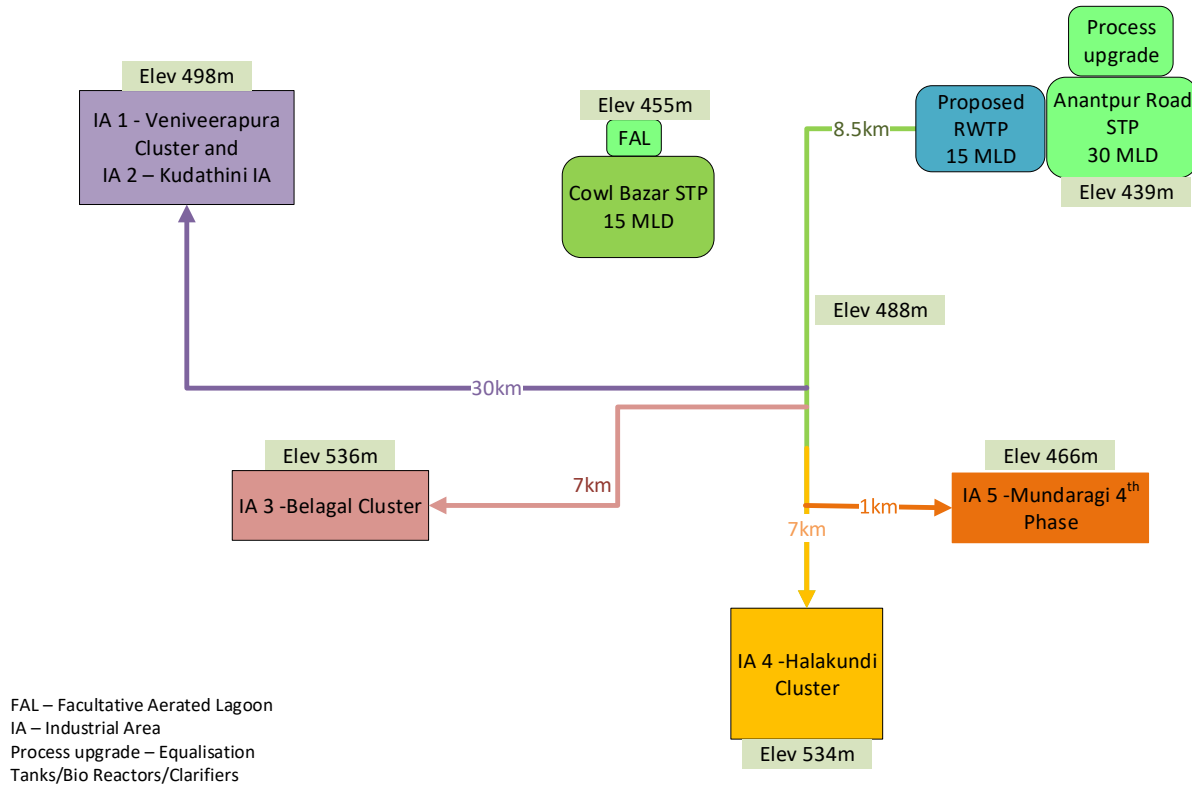 Process
upgrade
Elev 498m
IA 1 - Veniveerapura
Cluster and
IA 2 – Kudathini IA
Elev 455m
FAL
Cowl Bazar STP
15 MLD
8.5km
Proposed
RWTP
15 MLD
Anantpur Road
STP
30 MLD
Elev 439m
Elev 488m
30km
Elev 536m
IA 3 -Belagal Cluster
7km
Elev 466m
IA 5 -Mundaragi 4th
Phase
1km
7km
IA 4 -Halakundi
Cluster
Elev 534m
FAL – Facultative Aerated Lagoon
IA – Industrial Area
Process upgrade – Equalisation
Tanks/Bio Reactors/Clarifiers